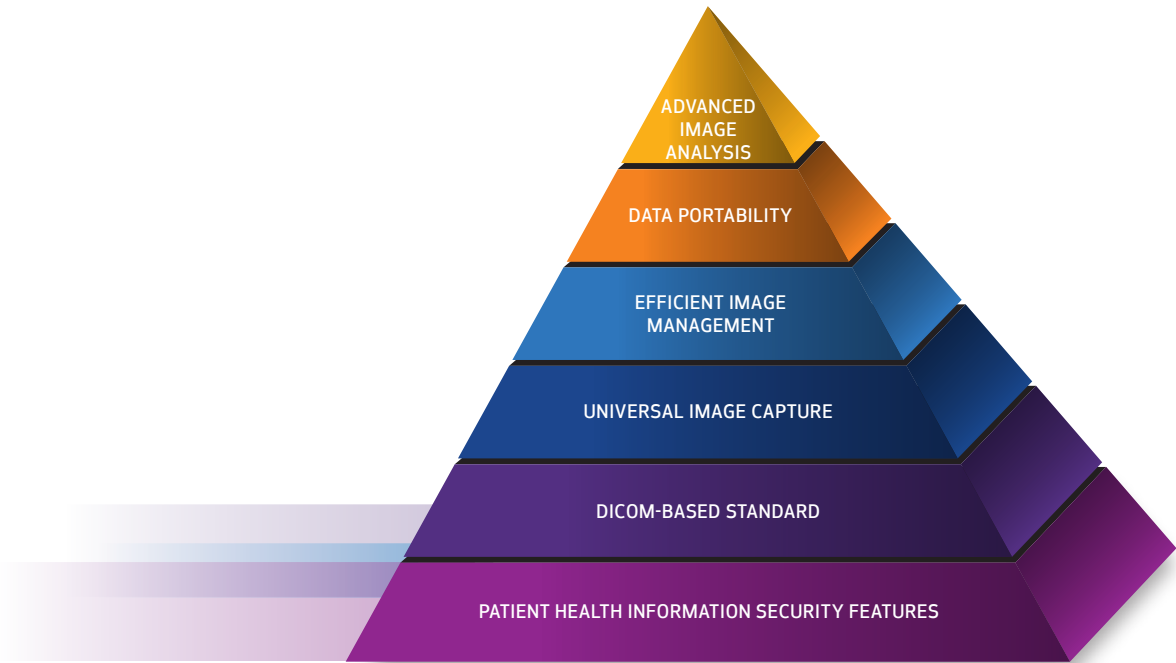 ADVANCED
IMAGE
ANALYSIS
DATA PORTABILITY
EFFICIENT IMAGE
MANAGEMENT
UNIVERSAL IMAGE CAPTURE
DICOM-BASED STANDARD
PATIENT HEALTH INFORMATION SECURITY FEATURES